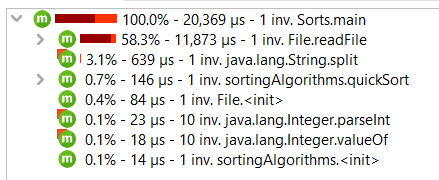 m 100.0% - 20,369 µs - 1 inv. Sorts.main
m 58.3% - 11,873 µs - 1 inv. File.readFile
m 3.1% - 639 µs - 1 inv. java.lang.String.split
m 0.7% - 146 µs - 1 inv. sortingAlgorithms.quickSort
m 0.4% - 84 µs - 1 inv. File.<init>
m 0.1% - 23 µs - 10 inv. java.lang.Integer.parseInt
m 0.1% - 18 µs - 10 inv. java.lang.Integer.valueOf
m 0.1% - 14 µs - 1 inv. sortingAlgorithms.<init>